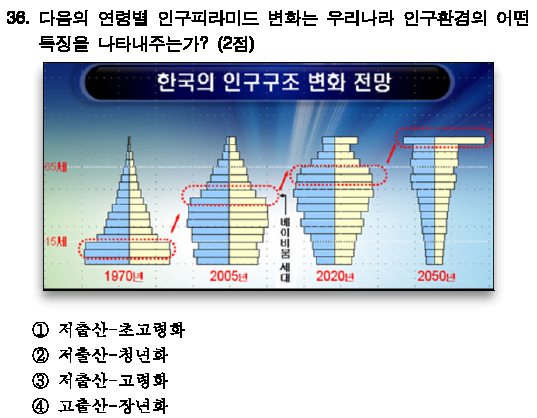 36. 다음의 연령별 인구피라미드 변화는 우리나라 인구환경의 어떤
특징을 나타내주는가? (2점)
한국의 인구구조 변화 전망
65세
15세
베이비붐 세대
1970년
2005년
2020년
2050년
① 저출산-초고령화
② 저출산-청년화
③ 저출산-고령화
④ 고출산-장년화